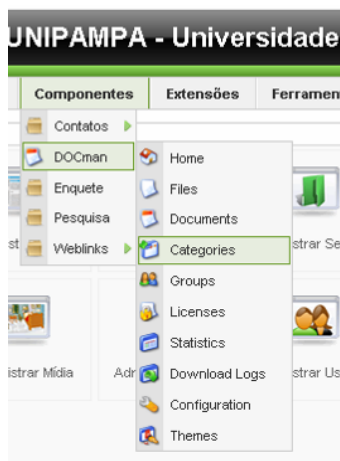 UNIPAMPA - Universidade
Componentes Extensões Ferramen
Contatos
DOCman
Enquete
Pesquisa
Weblinks
Home
Files
Documents
Categories
Groups
Licenses
Statistics
Download Logs
Configuration
Themes
st
strar Se
istrar Mídia
Adr
strar Us